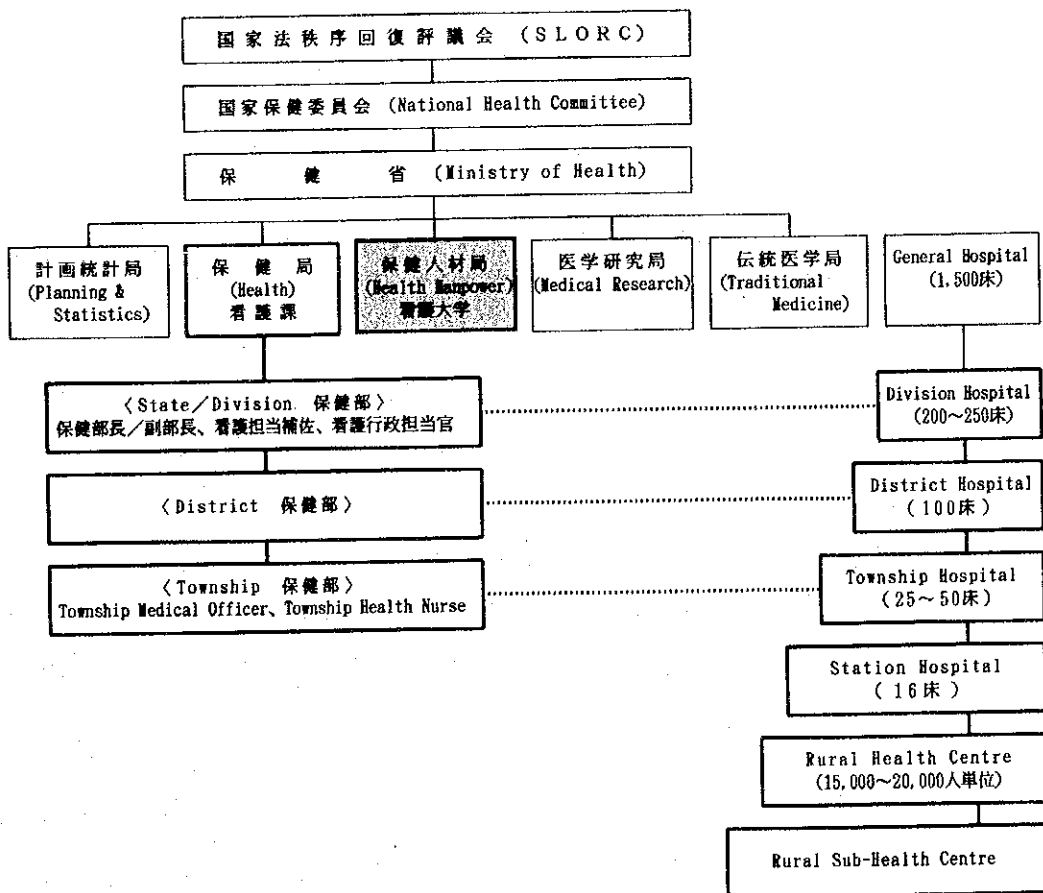 国家法秩序回復評議会 (SLORC)
国家保健委員会 (National Health Committee)
保健省 (Ministry of Health)
計画統計局
(Planning &
Statistics)
保健局
(Health)
看護課
保健人材局
(Health Manpower)
看護大学
医学研究局
(Medical Research)
伝統医学局
(Traditional
Medicine)
General Hospital
(1,500床)
〈State/Division 保健部〉
保健部長/副部長、看護担当補佐、看護行政担当官
Division Hospital
(200~250床)
〈District 保健部〉
District Hospital
(100床)
〈Township 保健部〉
Township Medical Officer、Township Health Nurse
Township Hospital
(25~50床)
Station Hospital
(16床)
Rural Health Centre
(15,000~20,000人単位)
Rural Sub-Health Centre